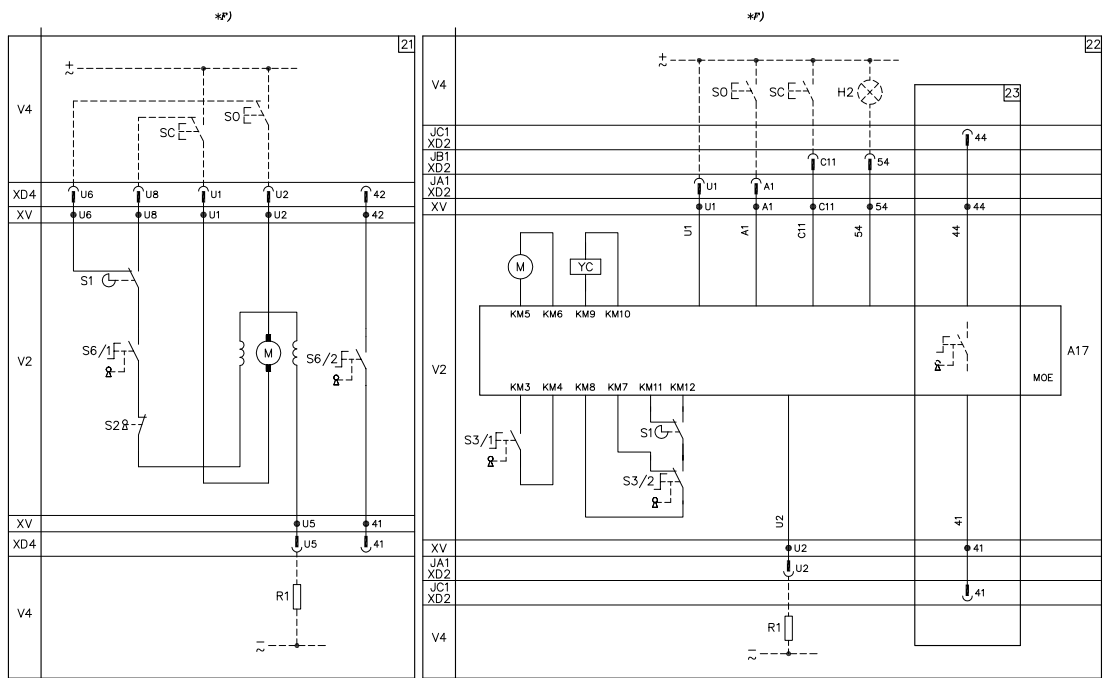 *F)
*F)
21
22
+
~
V4
SC
SO
XD4
U6
U8
U1
U2
42
XV
U6
U8
U1
U2
42
V2
S1
S6/1
S2
M
S6/2
XV
U5
41
XD4
U5
41
V4
R1
−
~
+
~
V4
SO
SC
H2
23
JC1
XD2
44
JB1
XD2
C11
54
JA1
XD2
U1
A1
XV
U1
A1
C11
54
44
U1
A1
C11
54
44
M
YC
KM5
KM6
KM9
KM10
V2
A17
MOE
KM3
KM4
KM8
KM7
KM11
KM12
S3/1
S1
S3/2
U2
41
XV
U2
41
JA1
XD2
U2
JC1
XD2
41
V4
R1
−
~